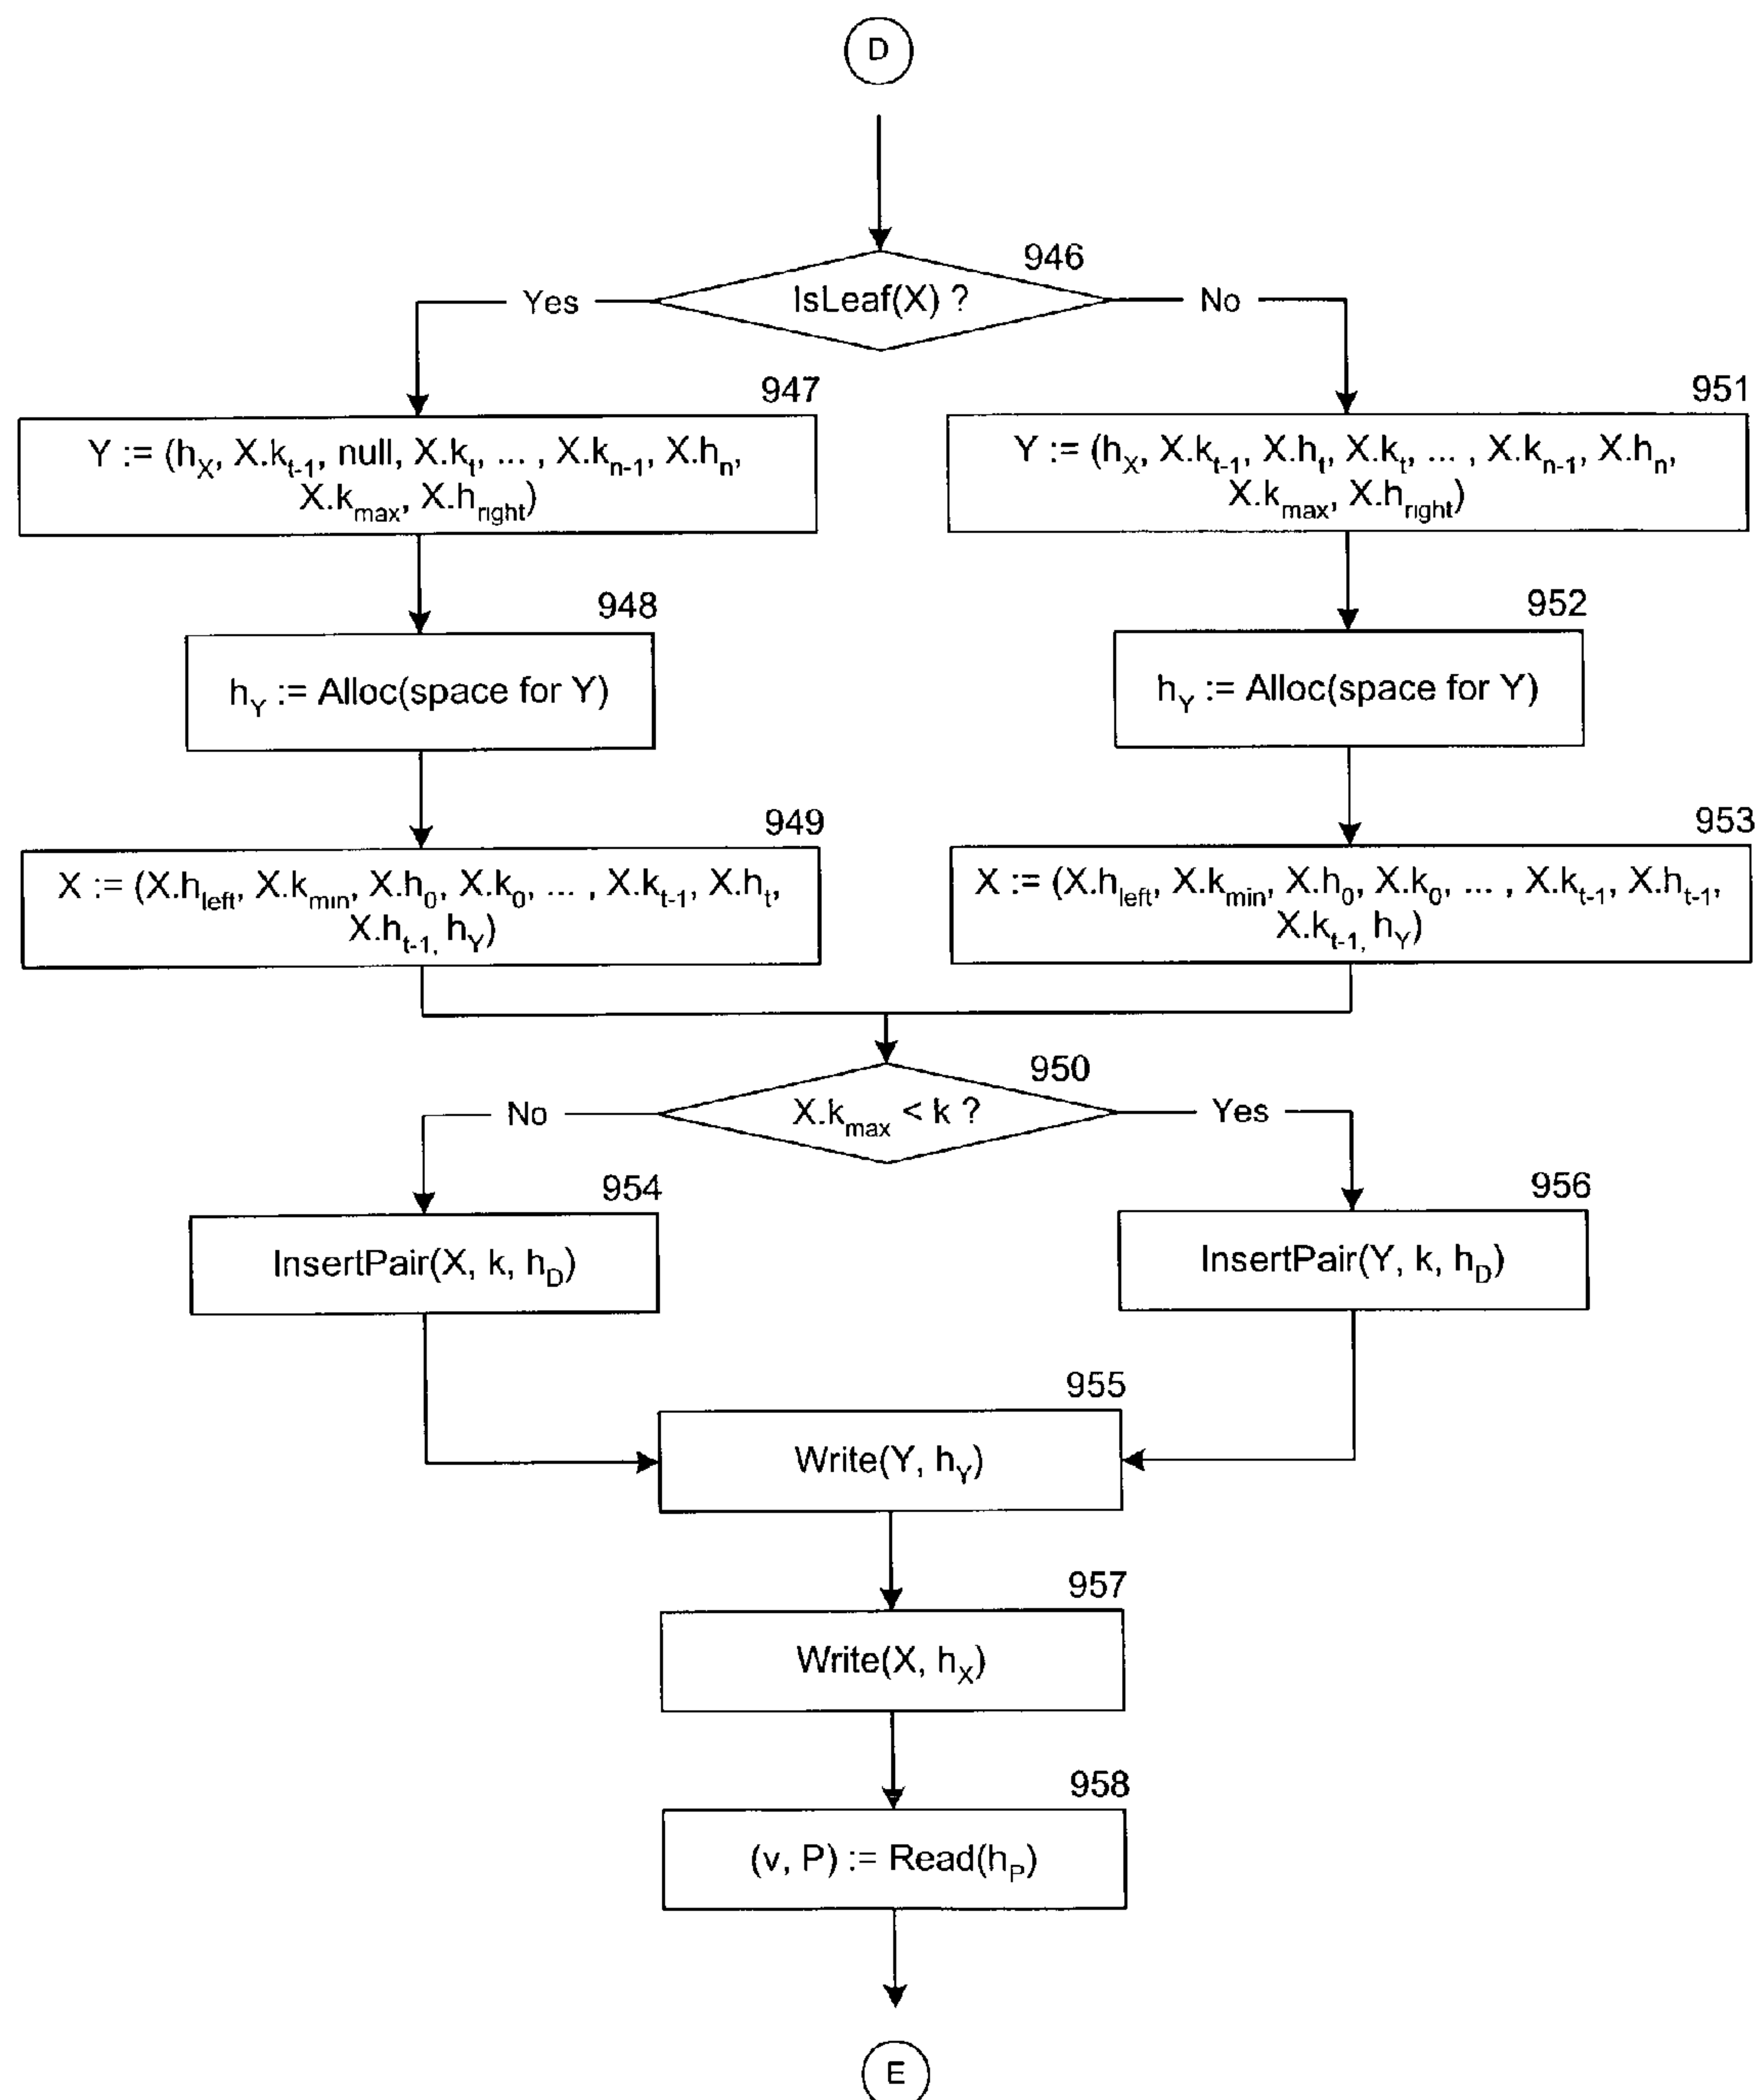 D
946
IsLeaf(X) ?
Yes
No
947
Y := (hX, X.kt-1, null, X.kt, ... , X.kn-1, X.hn,
X.kmax, X.hright)
951
Y := (hX, X.kt-1, X.ht, X.kt, ... , X.kn-1, X.hn,
X.kmax, X.hright)
948
hY := Alloc(space for Y)
952
hY := Alloc(space for Y)
949
X := (X.hleft, X.kmin, X.h0, X.k0, ... , X.kt-1, X.ht,
X.ht-1, hY)
953
X := (X.hleft, X.kmin, X.h0, X.k0, ... , X.kt-1, X.ht-1,
X.kt-1, hY)
950
X.kmax < k ?
No
Yes
954
InsertPair(X, k, hD)
956
InsertPair(Y, k, hD)
955
Write(Y, hY)
957
Write(X, hX)
958
(v, P) := Read(hP)
E